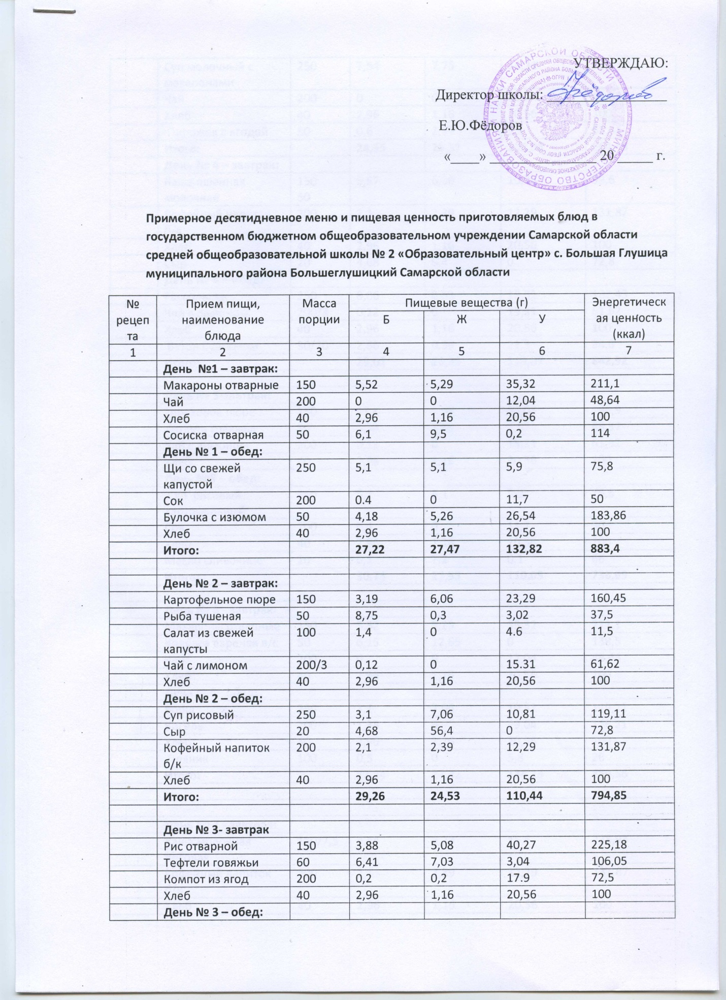 УТВЕРЖДАЮ:
Директор школы: _________________
Е.Ю.Фёдоров
«____» _______________ 20 _____ г.
Примерное десятидневное меню и пищевая ценность приготовляемых блюд в
государственном бюджетном общеобразовательном учреждении Самарской области
средней общеобразовательной школы № 2 «Образовательный центр» с. Большая Глушица
муниципального района Большеглушицкий Самарской области
№ рецеп та | Прием пищи, наименование блюда | Масса порции | Пищевые вещества (г) | Энергетическ ая ценность (ккал)
Б | Ж | У
1 | 2 | 3 | 4 | 5 | 6 | 7
День №1 – завтрак:
Макароны отварные | 150 | 5,52 | 5,29 | 35,32 | 211,1
Чай | 200 | 0 | 0 | 12,04 | 48,64
Хлеб | 40 | 2,96 | 1,16 | 20,56 | 100
Сосиска отварная | 50 | 6,1 | 9,5 | 0,2 | 114
День № 1 – обед:
Щи со свежей капустой | 250 | 5,1 | 5,1 | 5,9 | 75,8
Сок | 200 | 0.4 | 0 | 11,7 | 50
Булочка с изюмом | 50 | 4,18 | 5,26 | 26,54 | 183,86
Хлеб | 40 | 2,96 | 1,16 | 20,56 | 100
Итого: | 27,22 | 27,47 | 132,82 | 883,4
День № 2 – завтрак:
Картофельное пюре | 150 | 3,19 | 6,06 | 23,29 | 160,45
Рыба тушеная | 50 | 8,75 | 0,3 | 3,02 | 37,5
Салат из свежей капусты | 100 | 1,4 | 0 | 4.6 | 11,5
Чай с лимоном | 200/3 | 0,12 | 0 | 15.31 | 61,62
Хлеб | 40 | 2,96 | 1,16 | 20,56 | 100
День № 2 – обед:
Суп рисовый | 250 | 3,1 | 7,06 | 10,81 | 119,11
Сыр | 20 | 4,68 | 56,4 | 0 | 72,8
Кофейный напиток б/к | 200 | 2,1 | 2,39 | 12,29 | 131,87
Хлеб | 40 | 2,96 | 1,16 | 20,56 | 100
Итого: | 29,26 | 24,53 | 110,44 | 794,85
День № 3- завтрак
Рис отварной | 150 | 3,88 | 5,08 | 40,27 | 225,18
Тефтели говяжьи | 60 | 6,41 | 7,03 | 3,04 | 106,05
Компот из ягод | 200 | 0,2 | 0,2 | 17.9 | 72,5
Хлеб | 40 | 2,96 | 1,16 | 20,56 | 100
День № 3 – обед: